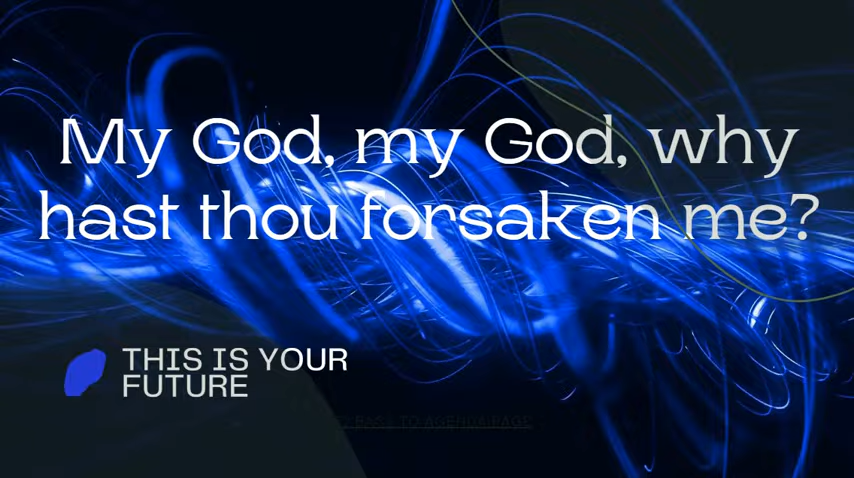 My God, my God, why
hast thou forsaken me?
THIS IS YOUR
FUTURE